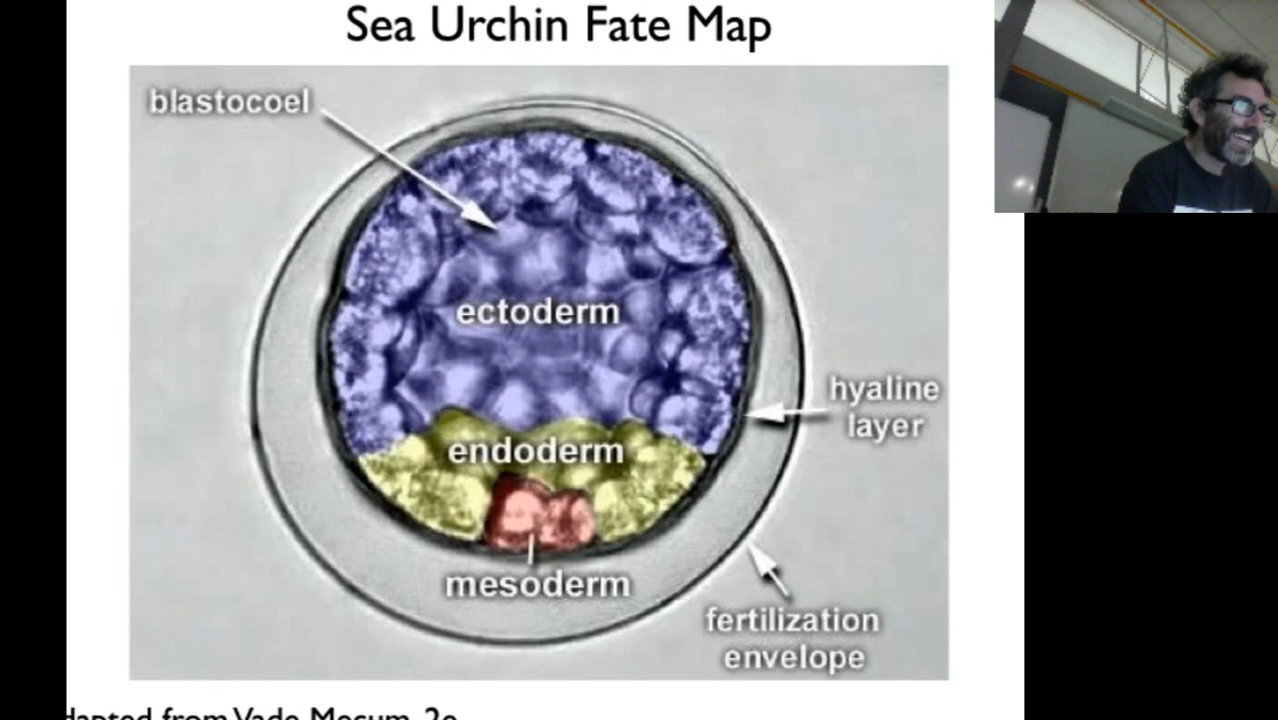 Sea Urchin Fate Map
blastocoel
ectoderm
hyaline
layer
endoderm
mesoderm
fertilization
envelope
dapted from Vade Mecum 2e